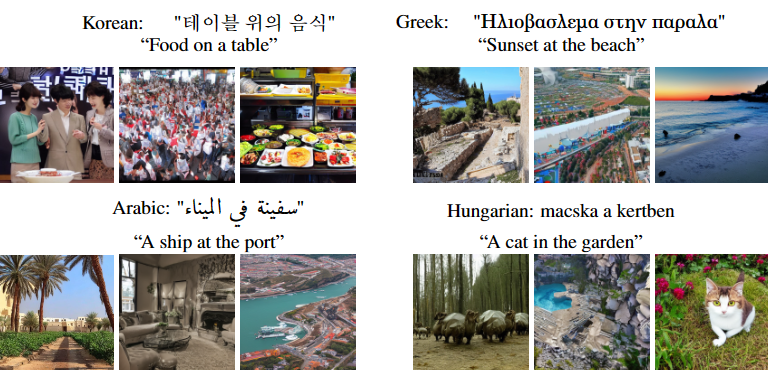 Korean: "테이블 위의 음식"
“Food on a table”
Greek: "Ηλιοβασλεμα στην παραλα"
“Sunset at the beach”
Arabic: "سفينة في الميناء"
“A ship at the port”
Hungarian: macska a kertben
“A cat in the garden”